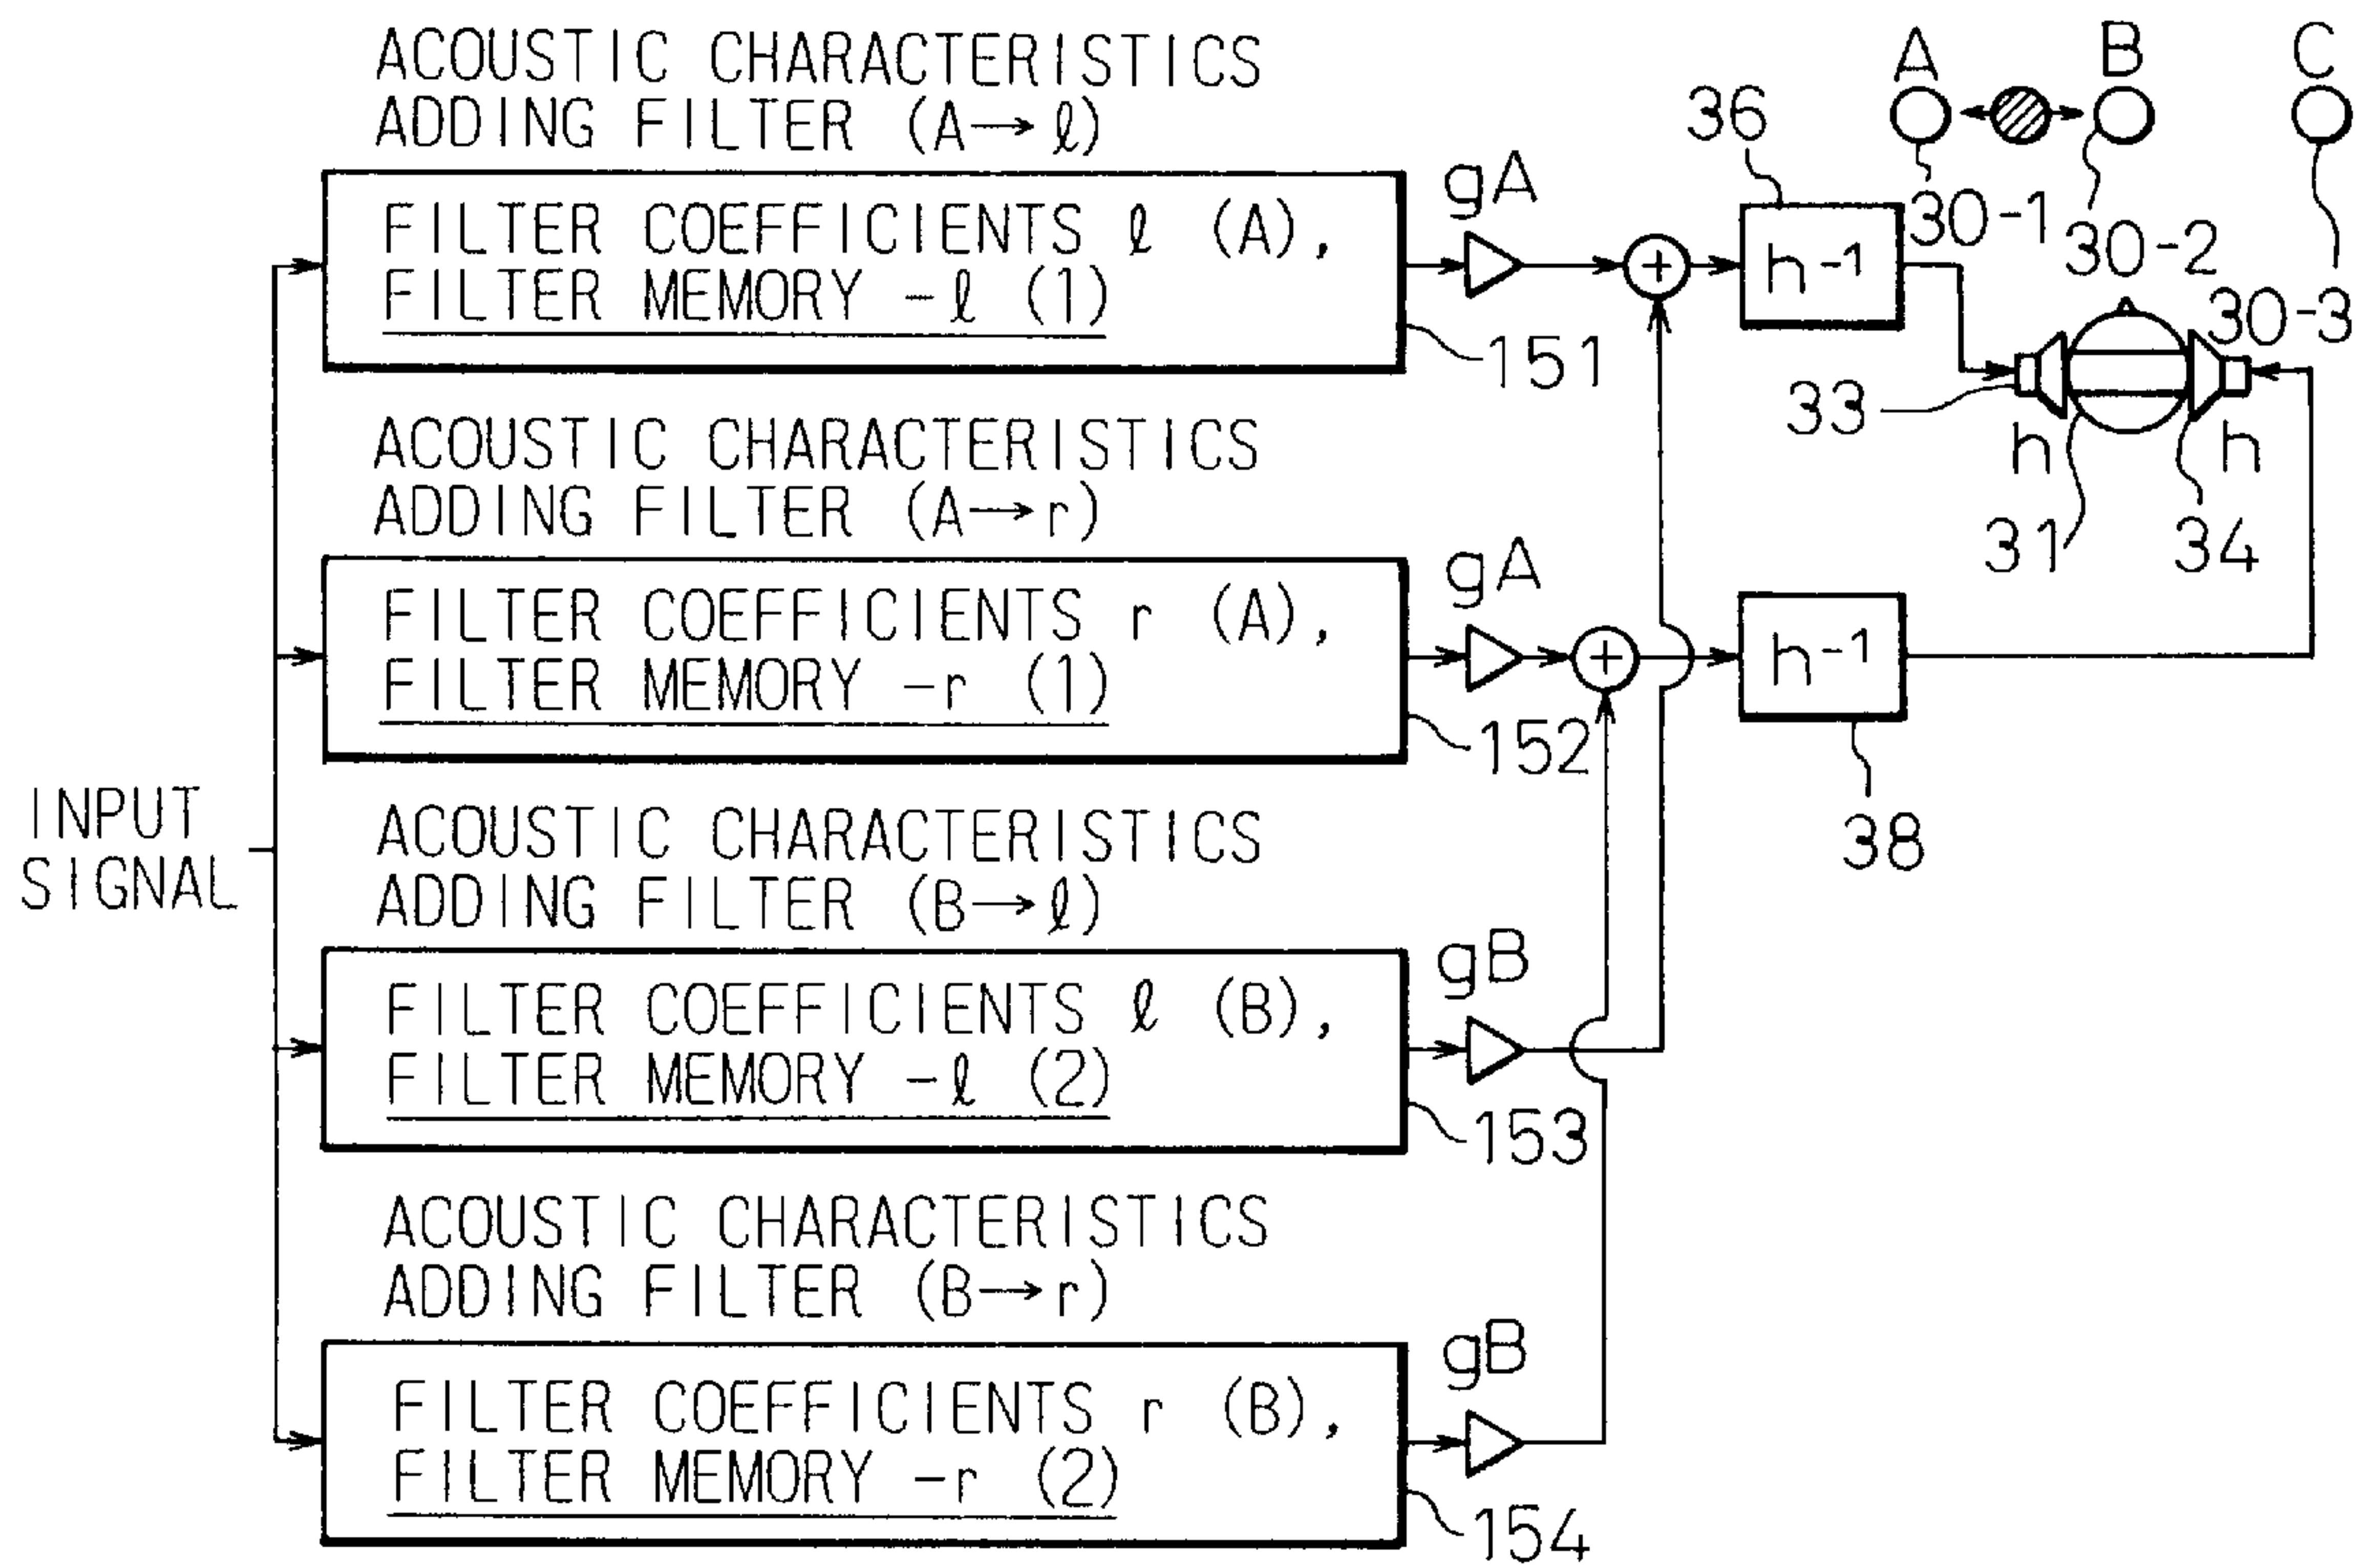 ACOUSTIC CHARACTERISTICS
ADDING FILTER (A→ℓ)
FILTER COEFFICIENTS ℓ (A),
FILTER MEMORY -ℓ (1)
gA
151
36
h⁻¹
A
B
C
30-1
30-2
30-3
33
h
h
31
34
ACOUSTIC CHARACTERISTICS
ADDING FILTER (A→r)
FILTER COEFFICIENTS r (A),
FILTER MEMORY -r (1)
gA
152
h⁻¹
38
INPUT
SIGNAL
ACOUSTIC CHARACTERISTICS
ADDING FILTER (B→ℓ)
FILTER COEFFICIENTS ℓ (B),
FILTER MEMORY -ℓ (2)
gB
153
ACOUSTIC CHARACTERISTICS
ADDING FILTER (B→r)
FILTER COEFFICIENTS r (B),
FILTER MEMORY -r (2)
gB
154